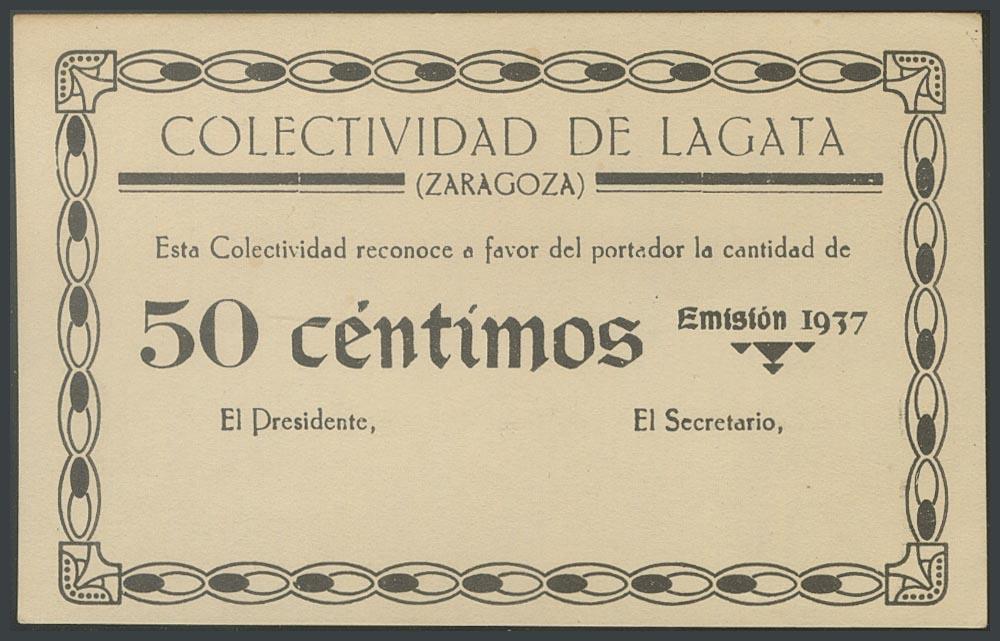 COLECTIVIDAD DE LAGATA
(ZARAGOZA)
Esta Colectividad reconoce a favor del portador la cantidad de
50 céntimos Emisión 1937
El Presidente, El Secretario,